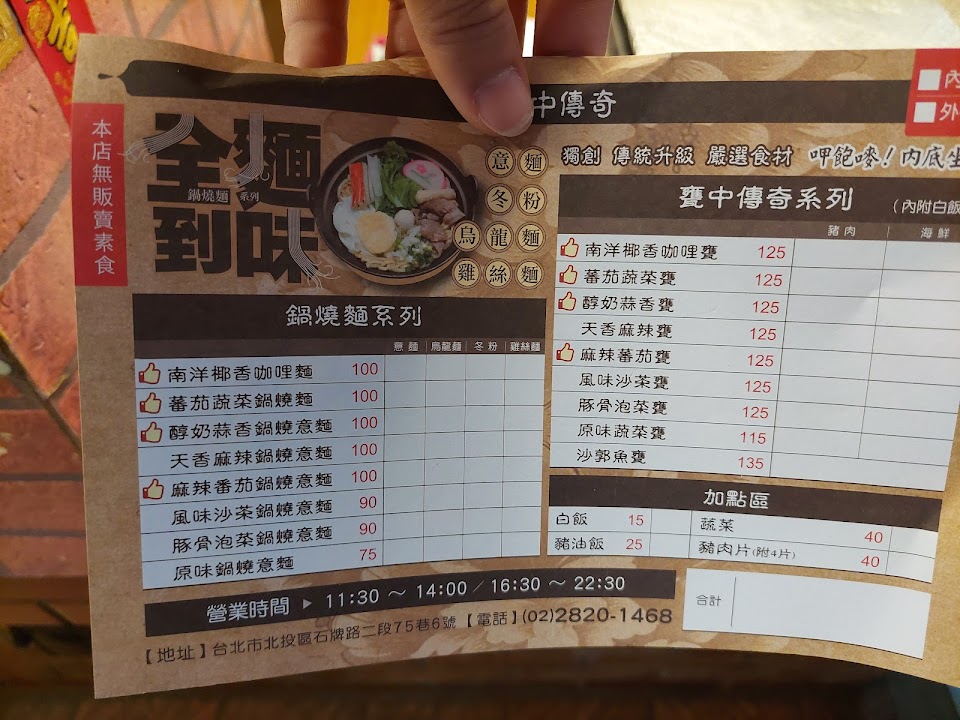 中傳奇
內
外
本店無販賣素食
全麵到味
鍋燒麵 系列
意麵
冬粉
烏龍麵
雞絲麵
獨創 傳統升級 嚴選食材 呷飽嘜!內底坐
鍋燒麵系列
意麵 烏龍麵 冬粉 雞絲麵
南洋椰香咖哩麵 100
蕃茄蔬菜鍋燒麵 100
醇奶蒜香鍋燒意麵 100
天香麻辣鍋燒意麵 100
麻辣蕃茄鍋燒意麵 100
風味沙茶鍋燒意麵 90
豚骨泡菜鍋燒意麵 90
原味鍋燒意麵 75
甕中傳奇系列 (內附白飯
豬肉 海鮮
南洋椰香咖哩甕 125
蕃茄蔬菜甕 125
醇奶蒜香甕 125
天香麻辣甕 125
麻辣蕃茄甕 125
風味沙茶甕 125
豚骨泡菜甕 125
原味蔬菜甕 115
沙郭魚甕 135
加點區
白飯 15 蔬菜 40
豬油飯 25 豬肉片(附4片) 40
合計
營業時間 ▸ 11:30 ~ 14:00 / 16:30 ~ 22:30
【地址】台北市北投區石牌路二段75巷6號【電話】(02)2820-1468